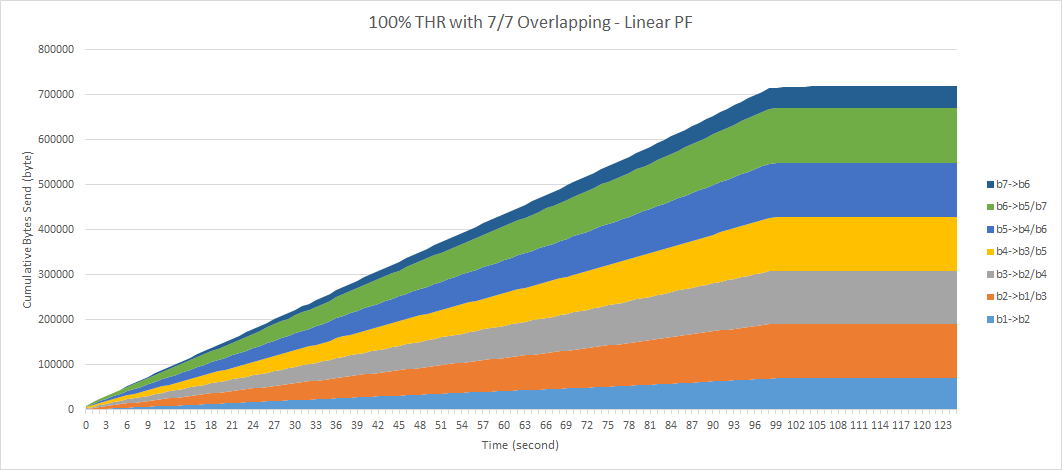 100% THR with 7/7 Overlapping - Linear PF
800000
700000
600000
500000
400000
300000
200000
100000
0
Cumulative Bytes Send (byte)
0 3 6 9 12 15 18 21 24 27 30 33 36 39 42 45 48 51 54 57 60 63 66 69 72 75 78 81 84 87 90 93 96 99 102 105 108 111 114 117 120 123
Time (second)
b7->b6
b6->b5/b7
b5->b4/b6
b4->b3/b5
b3->b2/b4
b2->b1/b3
b1->b2